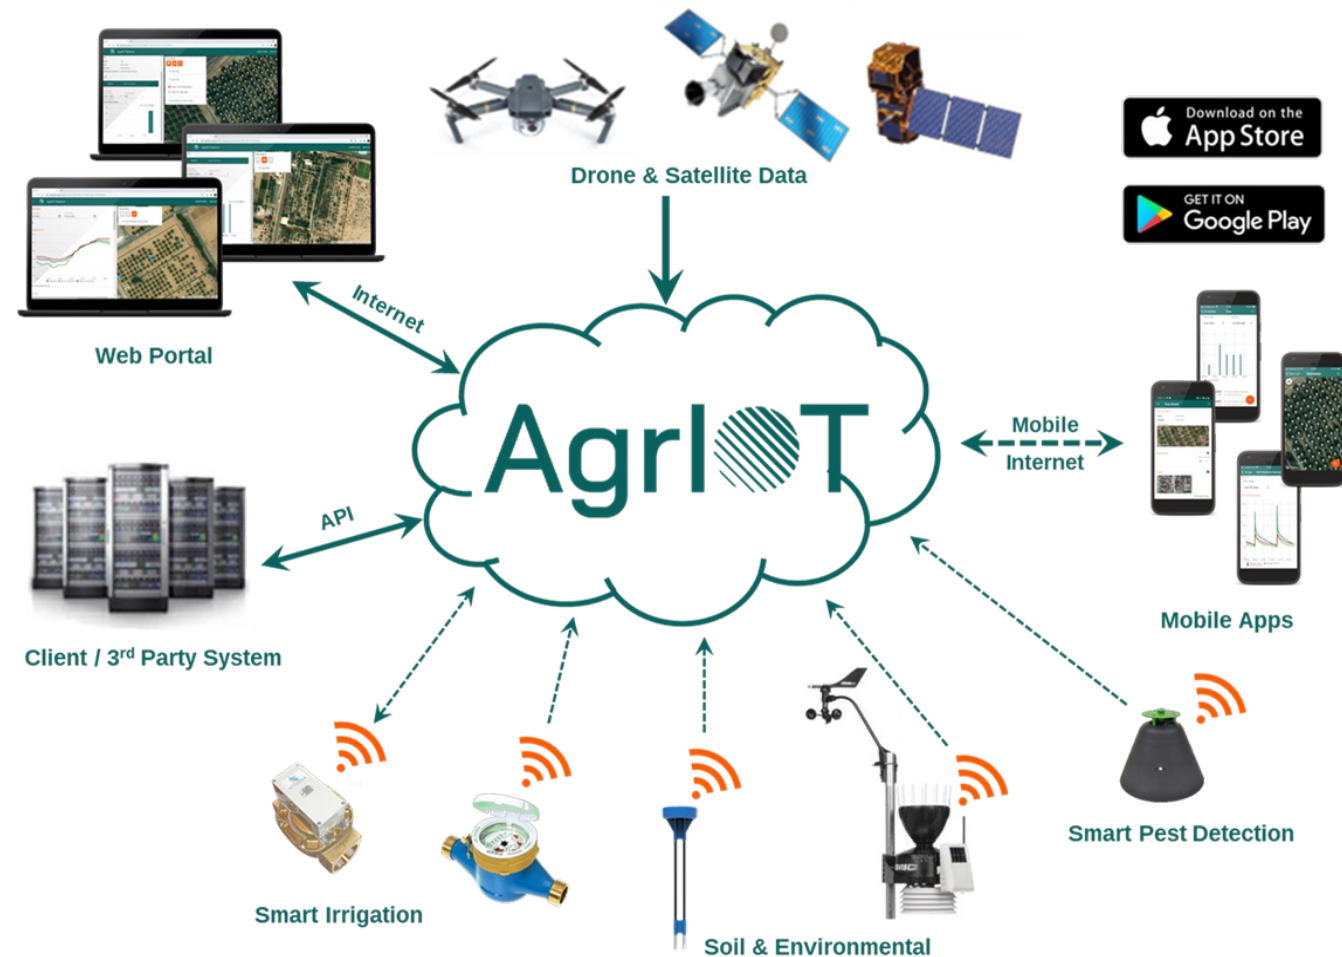 Drone & Satellite Data
Download on the
App Store
GET IT ON
Google Play
Internet
Web Portal
AgrIOT
Mobile
Internet
API
Mobile Apps
Client / 3rd Party System
Smart Pest Detection
Smart Irrigation
Soil & Environmental